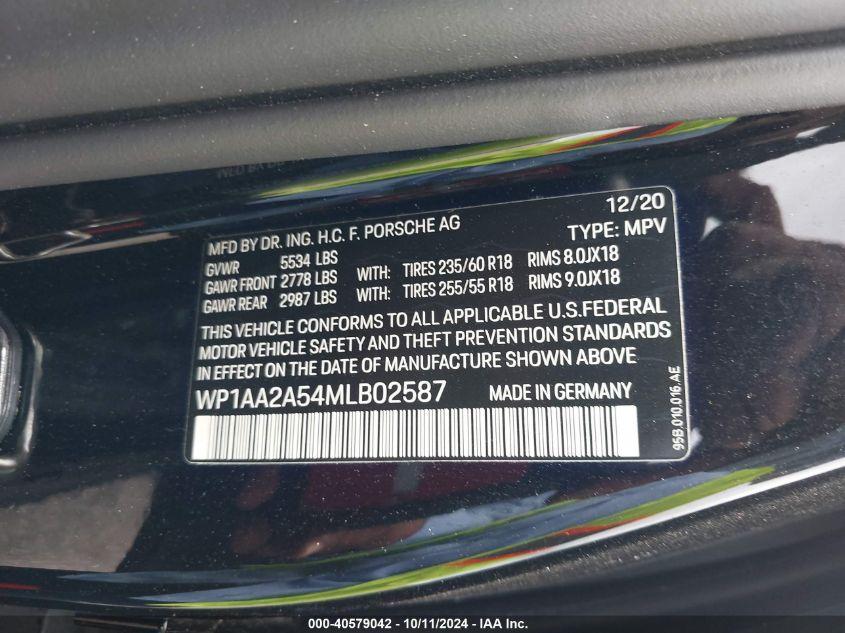 12/20
MFD BY DR. ING. H.C. F. PORSCHE AG TYPE: MPV
GVWR 5534 LBS
GAWR FRONT 2778 LBS WITH: TIRES 235/60 R18 RIMS 8.0JX18
GAWR REAR 2987 LBS WITH: TIRES 255/55 R18 RIMS 9.0JX18
THIS VEHICLE CONFORMS TO ALL APPLICABLE U.S.FEDERAL
MOTOR VEHICLE SAFETY AND THEFT PREVENTION STANDARDS
IN EFFECT ON THE DATE OF MANUFACTURE SHOWN ABOVE
WP1AA2A54MLB02587 MADE IN GERMANY
95B.010.016.AE
000-40579042 - 10/11/2024 - IAA Inc.